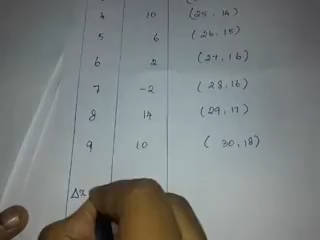 4 10 (25, 14)
5 6 (26, 15)
6 2 (27, 16)
7 -2 (28, 16)
8 14 (29, 17)
9 10 (30, 18)
Δx